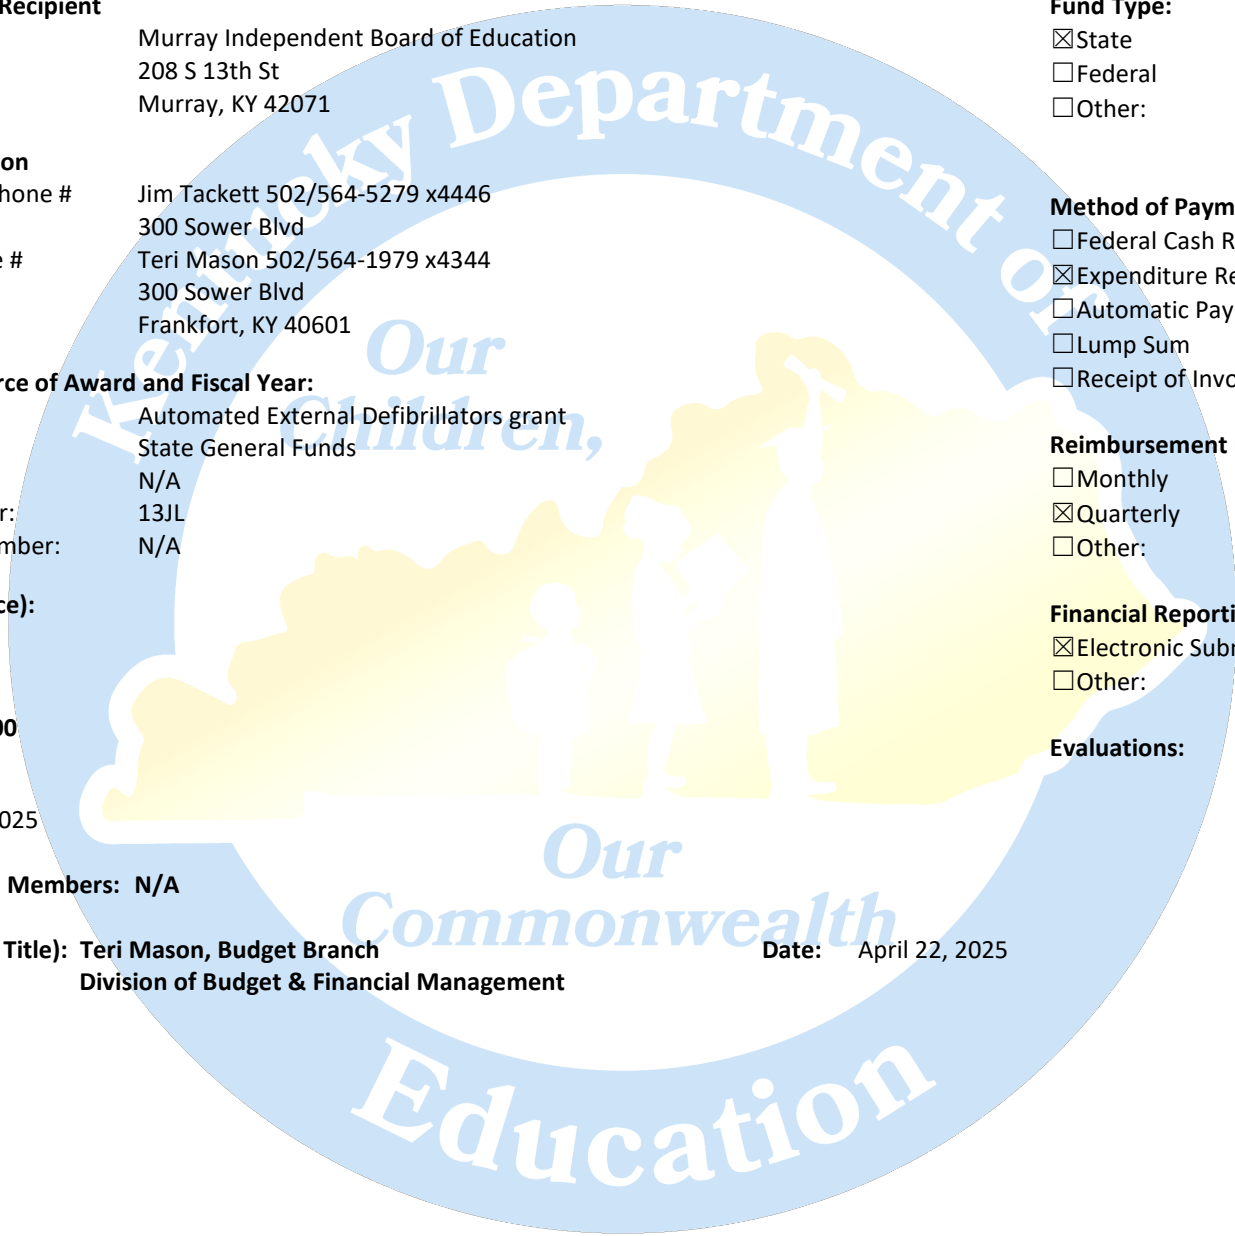 Recipient
Murray Independent Board of Education
208 S 13th St
Murray, KY 42071
on
hone # Jim Tackett 502/564-5279 x4446
300 Sower Blvd
e # Teri Mason 502/564-1979 x4344
300 Sower Blvd
Frankfort, KY 40601
rce of Award and Fiscal Year:
Automated External Defibrillators grant
State General Funds
N/A
r: 13JL
mber: N/A
ce):
00
025
Members: N/A
Title): Teri Mason, Budget Branch
Division of Budget & Financial Management
Date: April 22, 2025
Fund Type:
☒State
☐Federal
☐Other:
Method of Paym
☐Federal Cash R
☒Expenditure Re
☐Automatic Pay
☐Lump Sum
☐Receipt of Invo
Reimbursement
☐Monthly
☒Quarterly
☐Other:
Financial Reporti
☒Electronic Subr
☐Other:
Evaluations:
Kentucky Department of
Education
Our
Children,
Our
Commonwealth